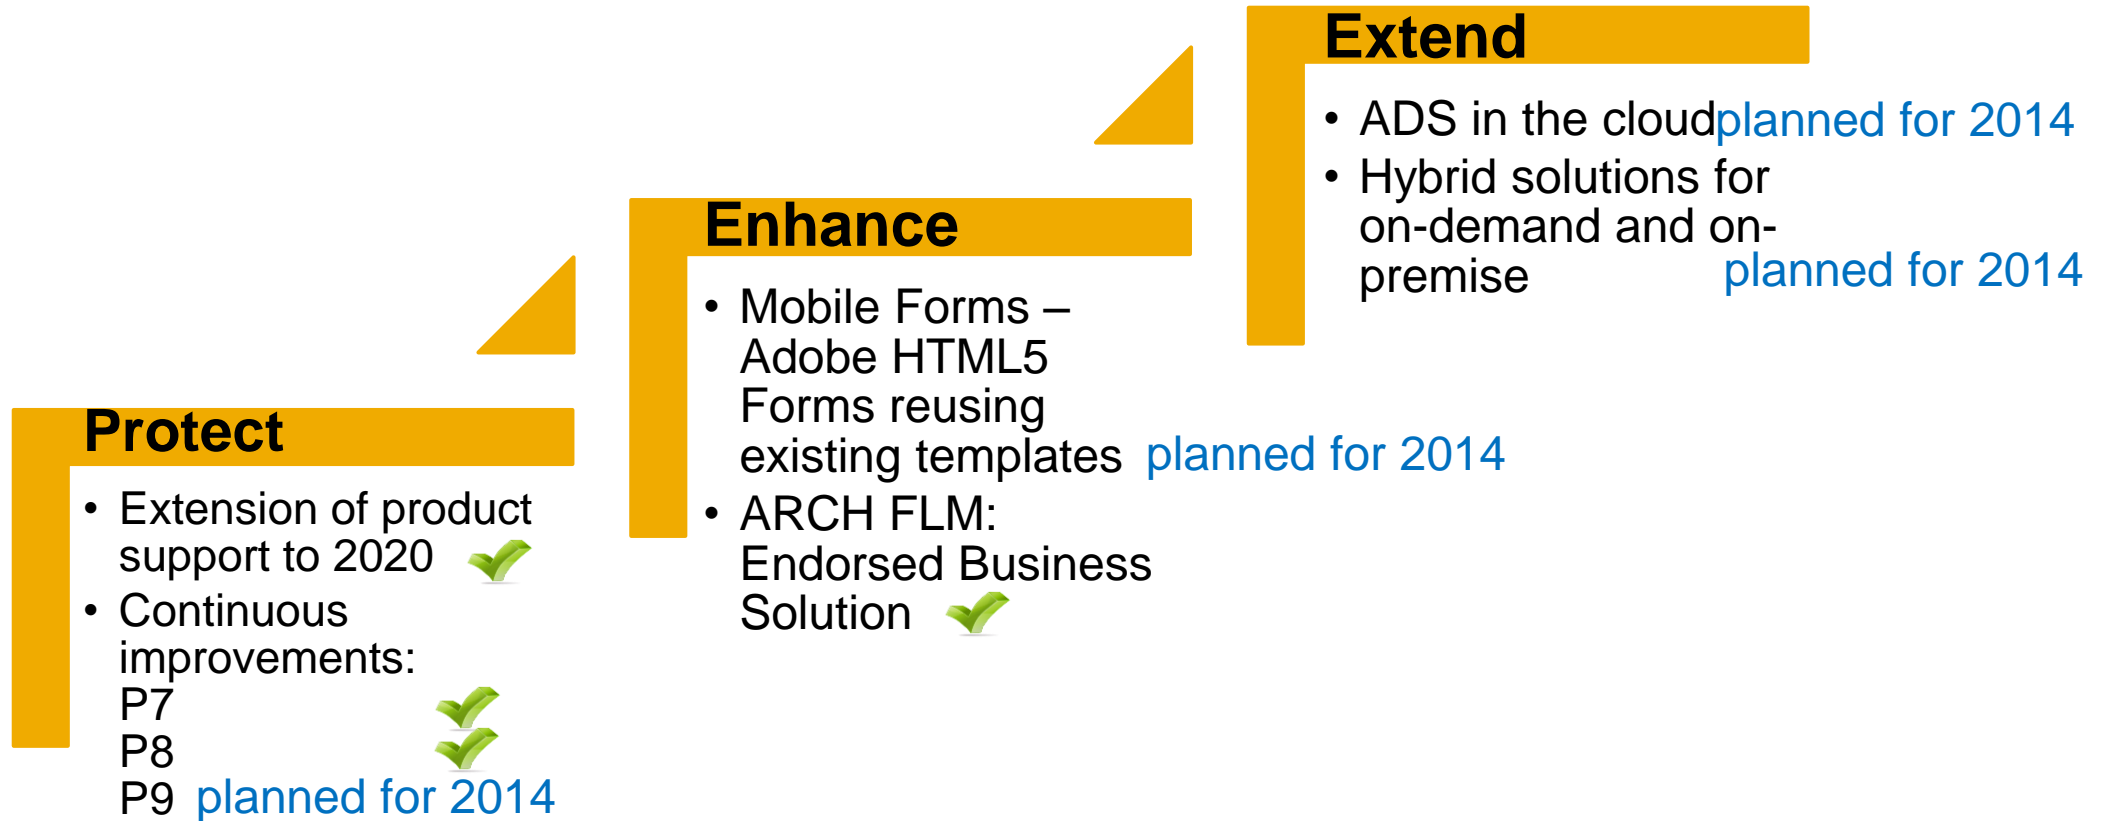 Protect
• Extension of product
support to 2020
• Continuous
improvements:
P7
P8
P9 planned for 2014
Enhance
• Mobile Forms –
Adobe HTML5
Forms reusing
existing templates planned for 2014
• ARCH FLM:
Endorsed Business
Solution
Extend
• ADS in the cloud planned for 2014
• Hybrid solutions for
on-demand and on-
premise planned for 2014